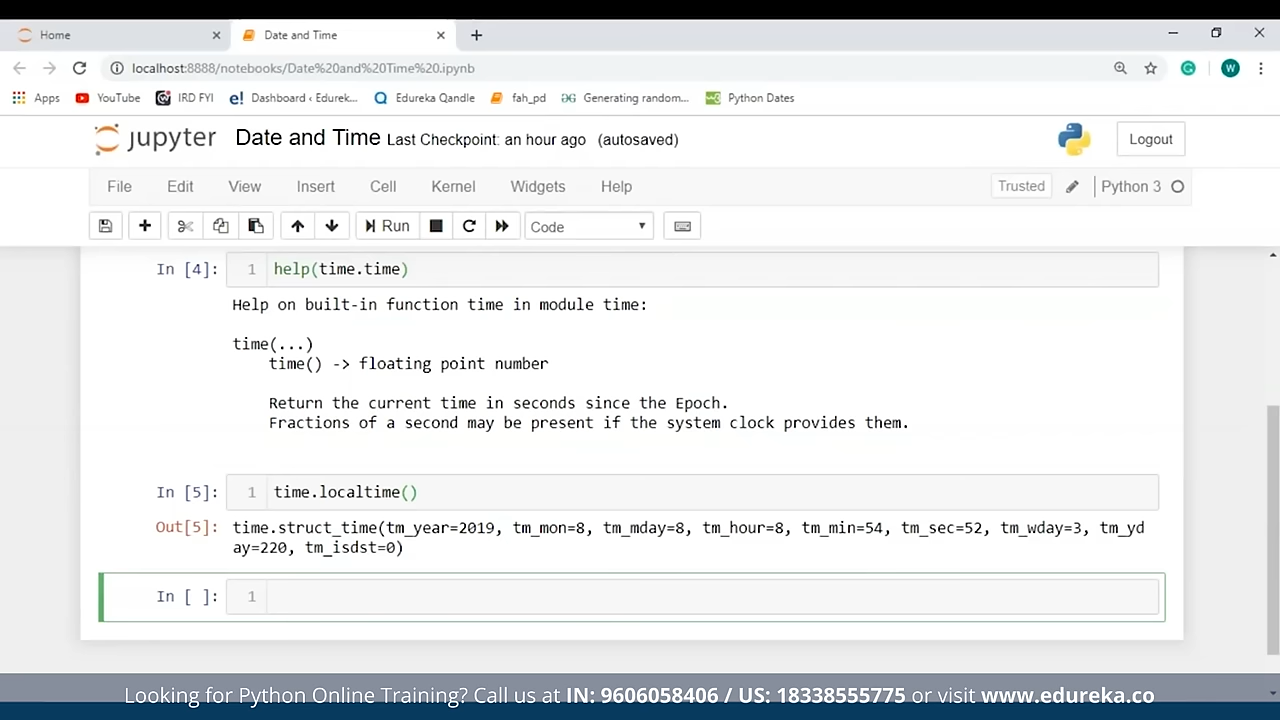 Home
Date and Time
localhost:8888/notebooks/Date%20and%20Time%20.ipynb
W
Apps YouTube IRD FYI Dashboard ‹ Edurek... Edureka Qandle fah_pd Generating random... Python Dates
jupyter Date and Time Last Checkpoint: an hour ago (autosaved) Logout
File Edit View Insert Cell Kernel Widgets Help Trusted Python 3
Run Code
In [4]: 1 help(time.time)
Help on built-in function time in module time:
time(...)
time() -> floating point number
Return the current time in seconds since the Epoch.
Fractions of a second may be present if the system clock provides them.
In [5]: 1 time.localtime()
Out[5]: time.struct_time(tm_year=2019, tm_mon=8, tm_mday=8, tm_hour=8, tm_min=54, tm_sec=52, tm_wday=3, tm_yd
ay=220, tm_isdst=0)
In [ ]: 1
Looking for Python Online Training? Call us at IN: 9606058406 / US: 18338555775 or visit www.edureka.co